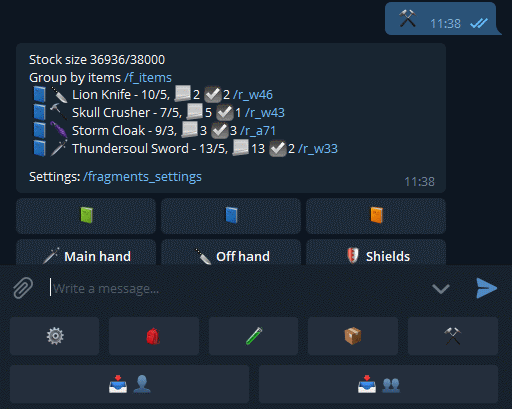 11:38
Stock size 36936/38000
Group by items /f_items
Lion Knife - 10/5, 2 2 /r_w46
Skull Crusher - 7/5, 5 1 /r_w43
Storm Cloak - 9/3, 3 3 /r_a71
Thundersoul Sword - 13/5, 13 2 /r_w33
Settings: /fragments_settings
11:38
Main hand
Off hand
Shields
Write a message...